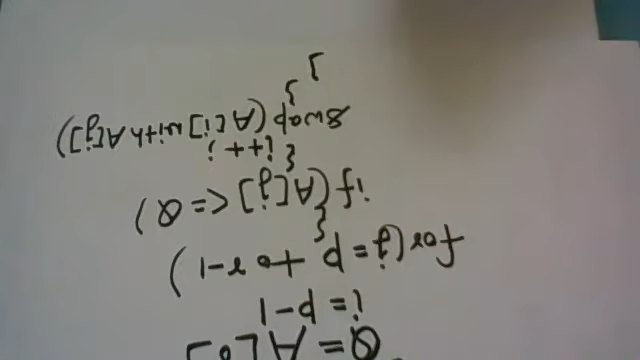 i = p-1
for (j = p to r-1)
{
if (A[j] <= Q)
{ i++ ;
swap (A[i] with A[j])
}
}